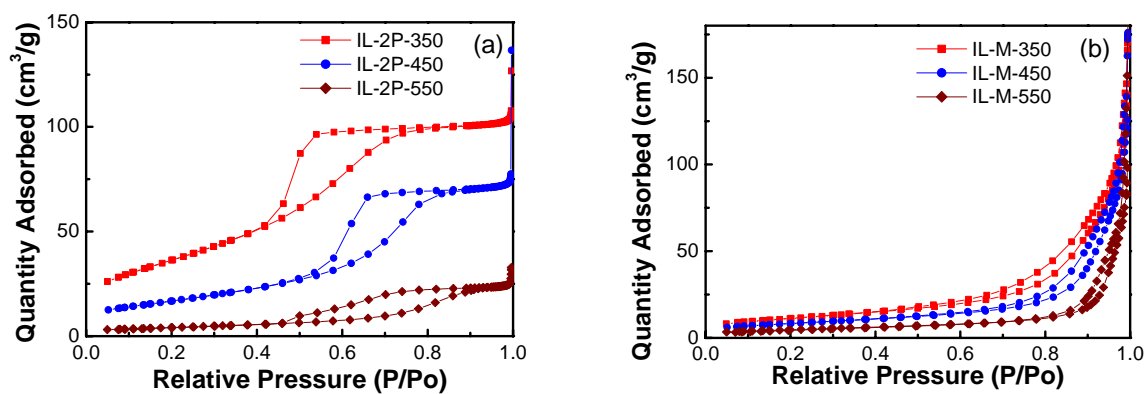 (a)
IL-2P-350
IL-2P-450
IL-2P-550
Quantity Adsorbed (cm³/g)
150
100
50
0
0.0 0.2 0.4 0.6 0.8 1.0
Relative Pressure (P/Po)
(b)
IL-M-350
IL-M-450
IL-M-550
Quantity Adsorbed (cm³/g)
150
100
50
0
0.0 0.2 0.4 0.6 0.8 1.0
Relative Pressure (P/Po)